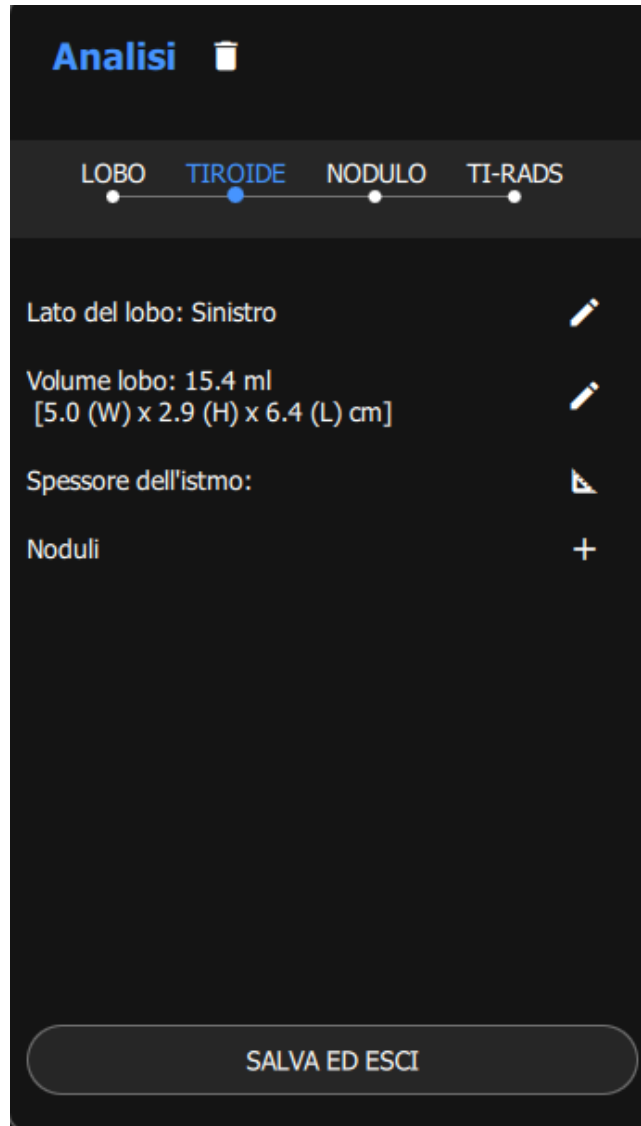 Analisi
LOBO TIROIDE NODULO TI-RADS
Lato del lobo: Sinistro
Volume lobo: 15.4 ml
[5.0 (W) x 2.9 (H) x 6.4 (L) cm]
Spessore dell'istmo:
Noduli
SALVA ED ESCI